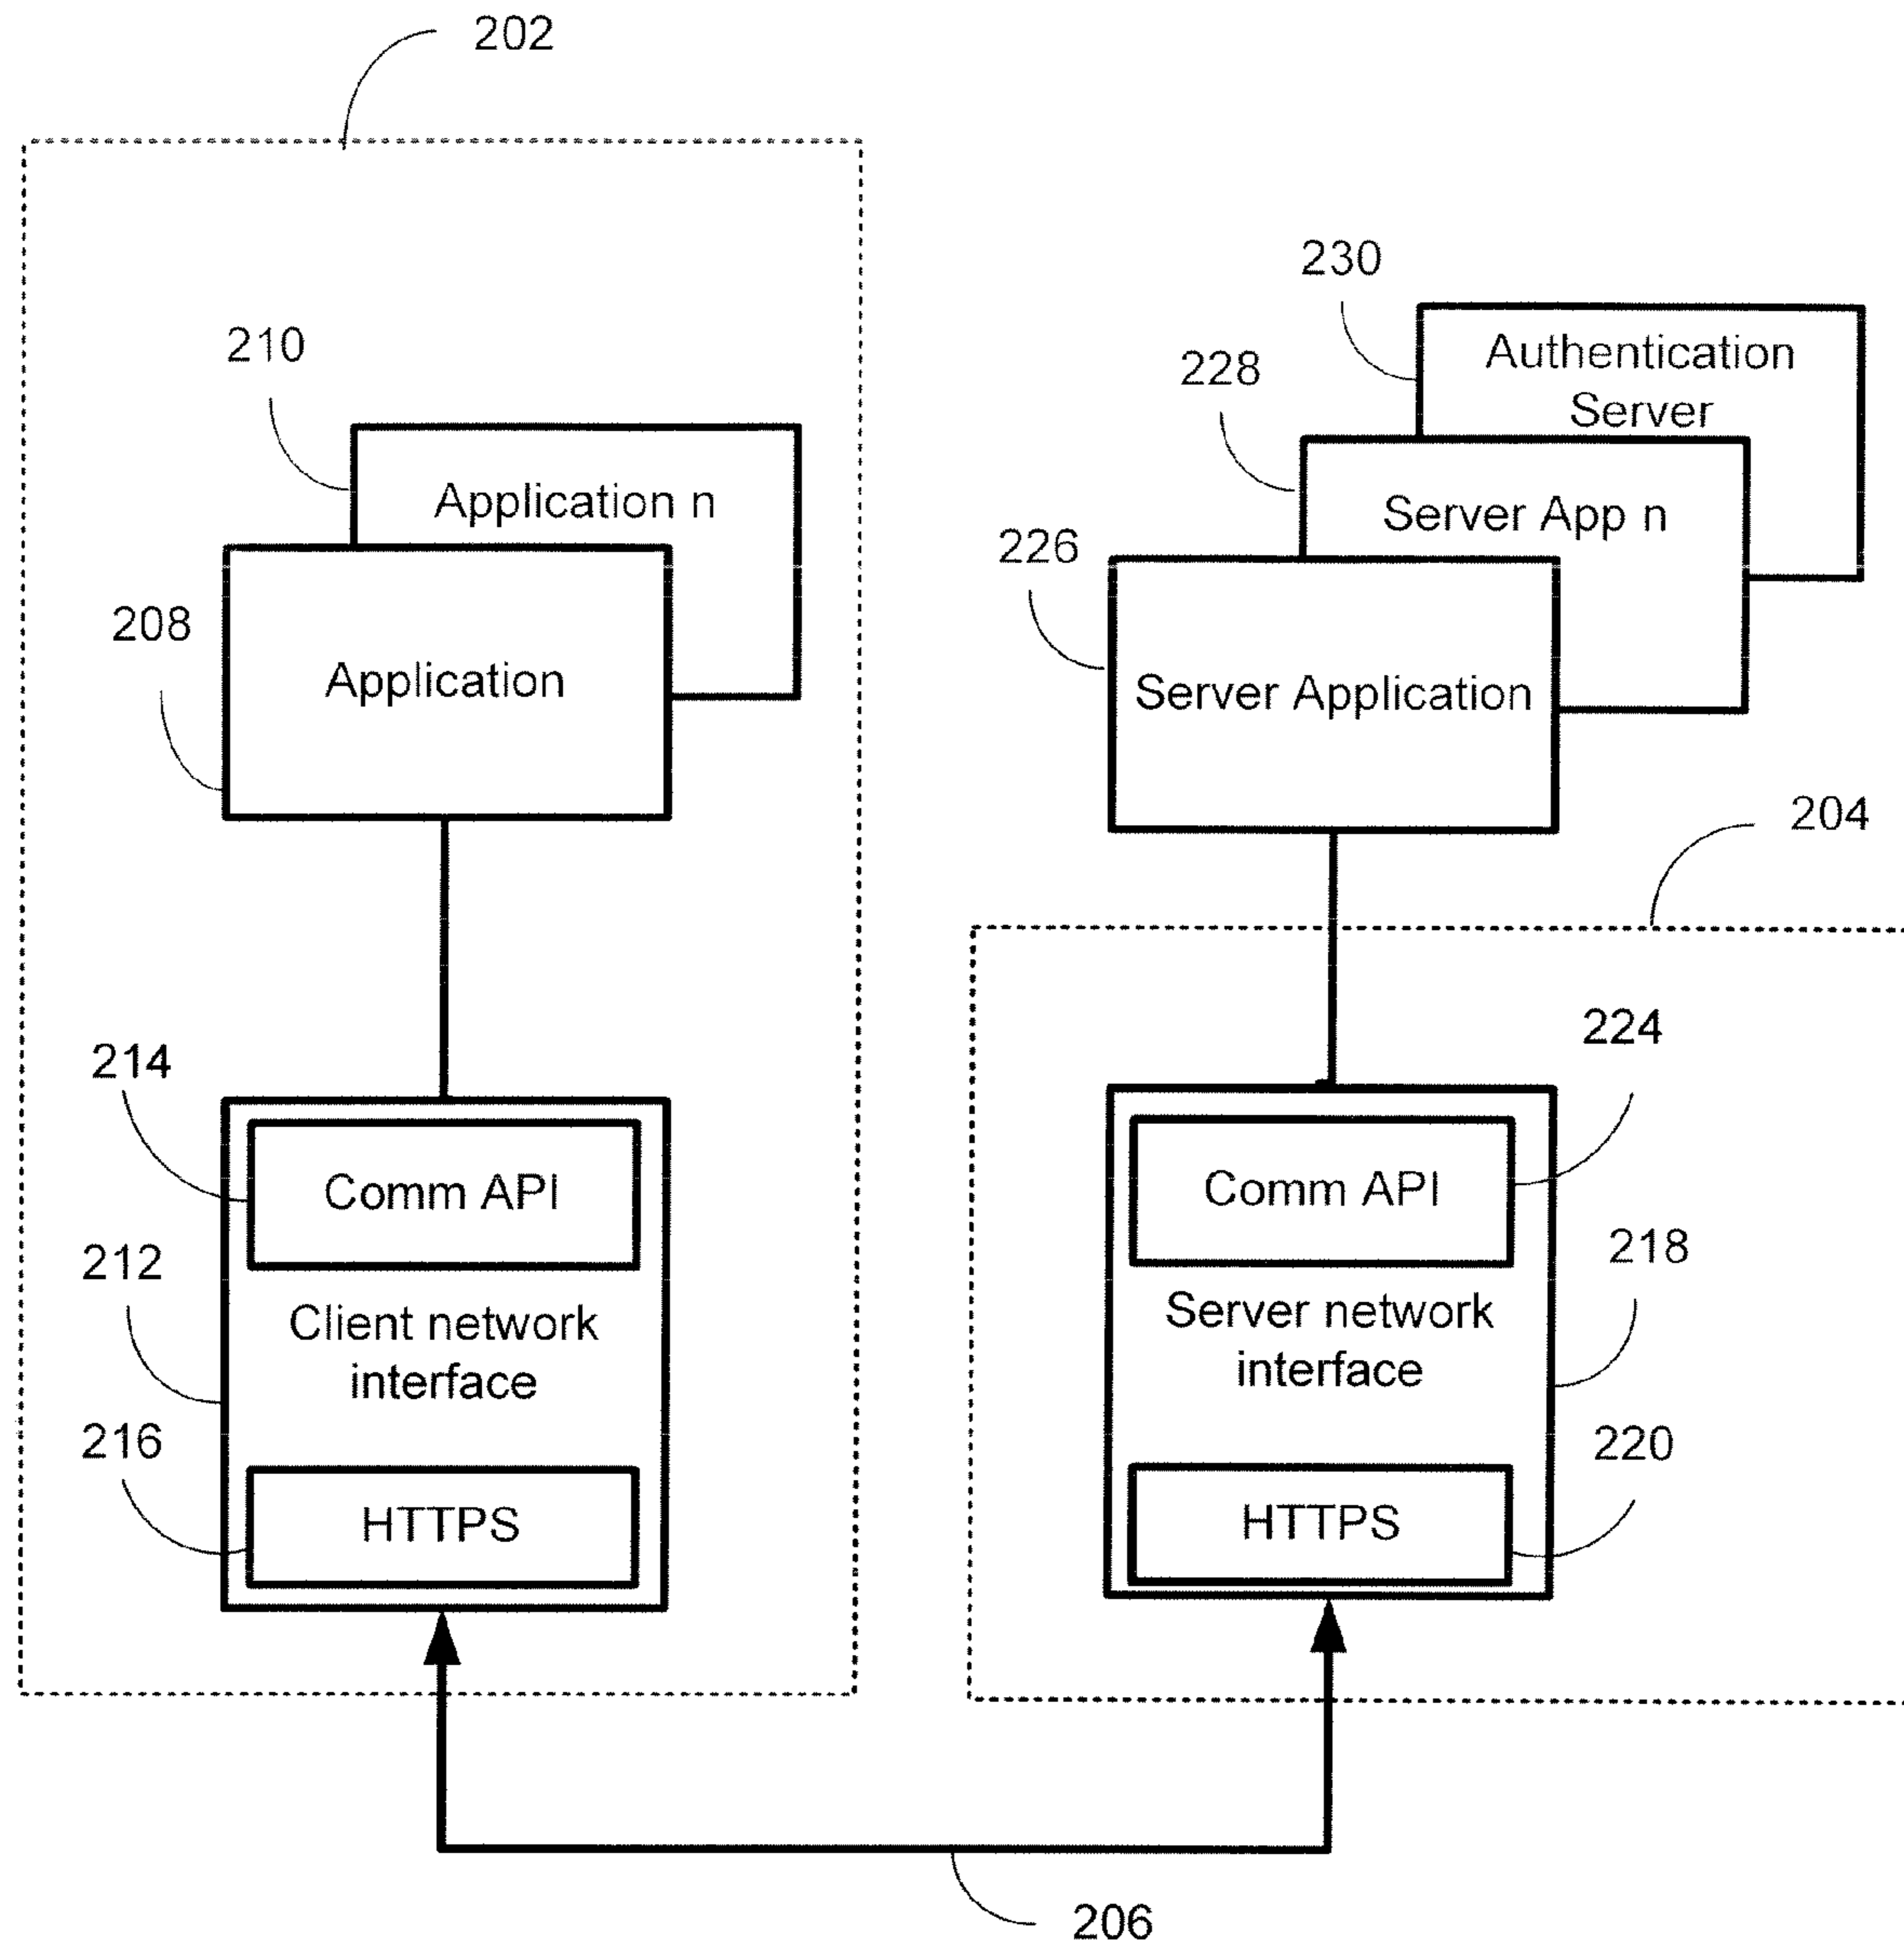 202
230
Authentication
Server
210
228
Application n
Server App n
226
208
Application
Server Application
204
224
214
Comm API
Comm API
212
218
Client network
interface
Server network
interface
216
220
HTTPS
HTTPS
206